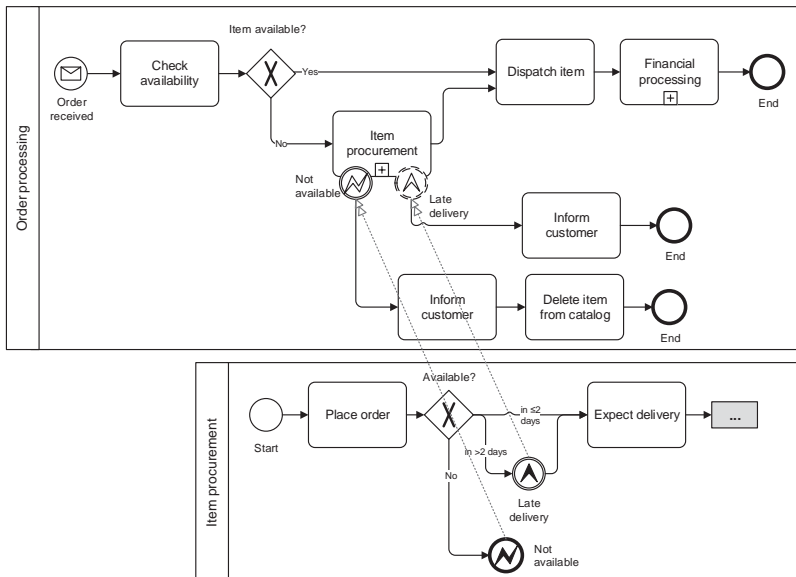 Order processing
Item available?
Order
received
Check
availability
Yes
No
Dispatch item
Financial
processing
End
Item
procurement
Not
available
Late
delivery
Inform
customer
End
Inform
customer
Delete item
from catalog
End
Item procurement
Start
Place order
Available?
in ≤2
days
in >2 days
No
Late
delivery
Expect delivery
...
Not
available